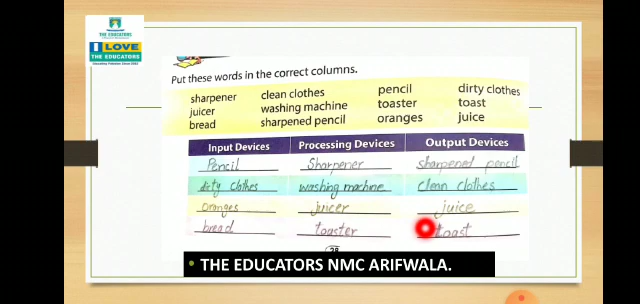 THE EDUCATORS
I LOVE
THE EDUCATORS
Put these words in the correct columns.
sharpener clean clothes pencil dirty clothes
juicer washing machine toaster toast
bread sharpened pencil oranges juice
Input Devices Processing Devices Output Devices
Pencil Sharpener sharpened pencil
dirty clothes washing machine clean clothes
oranges juicer juice
bread toaster toast
• THE EDUCATORS NMC ARIFWALA.